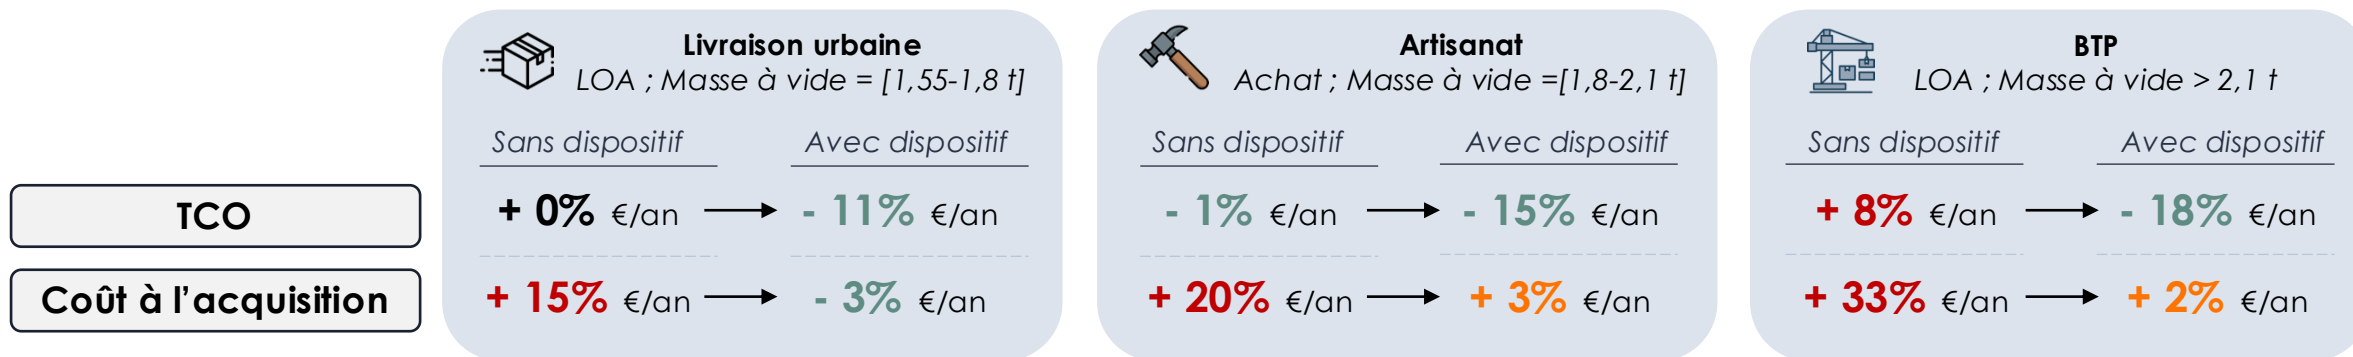 Livraison urbaine
LOA ; Masse à vide = [1,55-1,8 t]
Artisanat
Achat ; Masse à vide =[1,8-2,1 t]
BTP
LOA ; Masse à vide > 2,1 t
Sans dispositif
Avec dispositif
Sans dispositif
Avec dispositif
Sans dispositif
Avec dispositif
TCO
+ 0% €/an
- 11% €/an
- 1% €/an
- 15% €/an
+ 8% €/an
- 18% €/an
Coût à l’acquisition
+ 15% €/an
- 3% €/an
+ 20% €/an
+ 3% €/an
+ 33% €/an
+ 2% €/an